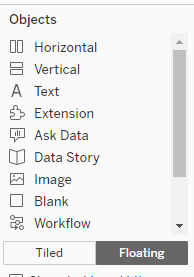 Objects
Horizontal
Vertical
Text
Extension
Ask Data
Data Story
Image
Blank
Workflow
Tiled Floating